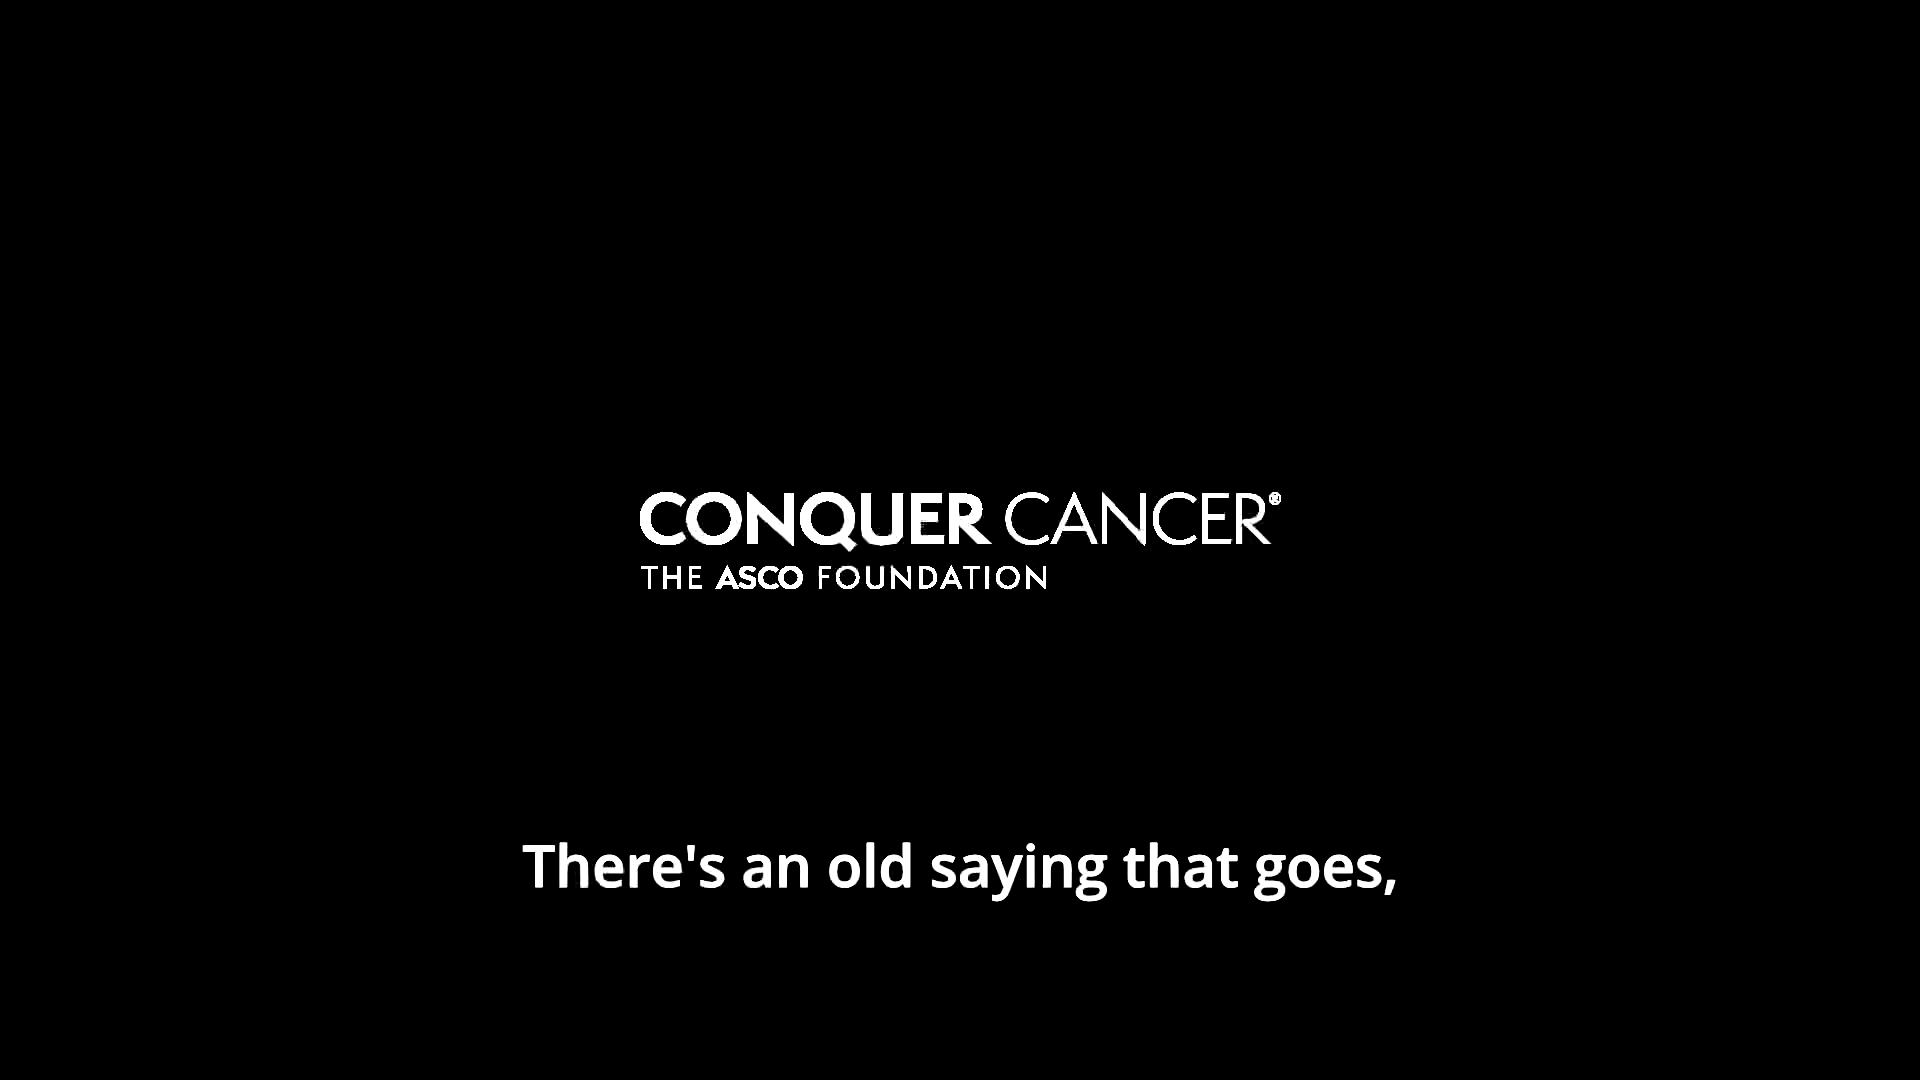 CONQUER CANCER®
THE ASCO FOUNDATION
There's an old saying that goes,